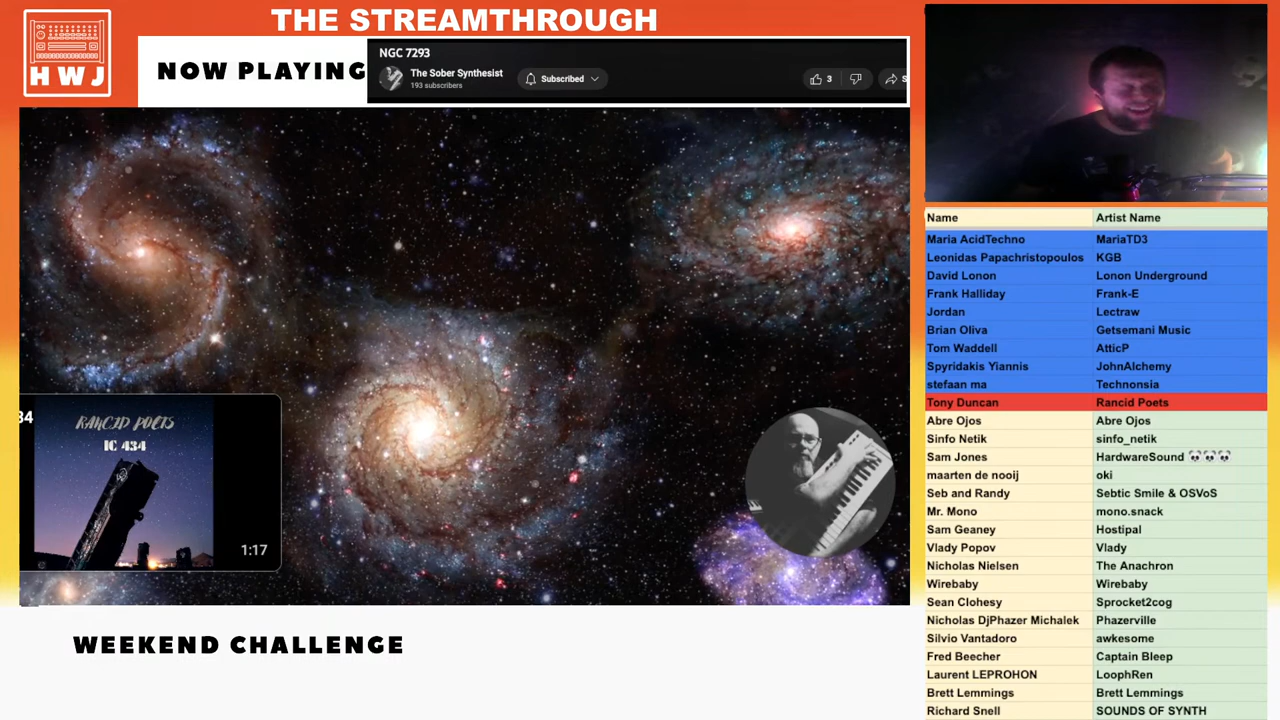 THE STREAMTHROUGH
HWJ
NOW PLAYING
NGC 7293
The Sober Synthesist
193 subscribers
Subscribed
3
S
34
RANCID POETS
IC 434
1:17
WEEKEND CHALLENGE
Name Artist Name
Maria AcidTechno MariaTD3
Leonidas Papachristopoulos KGB
David Lonon Lonon Underground
Frank Halliday Frank-E
Jordan Lectraw
Brian Oliva Getsemani Music
Tom Waddell AtticP
Spyridakis Yiannis JohnAlchemy
stefaan ma Technonsia
Tony Duncan Rancid Poets
Abre Ojos Abre Ojos
Sinfo Netik sinfo_netik
Sam Jones HardwareSound 🐼🐼🐼
maarten de nooij oki
Seb and Randy Sebtic Smile & OSVoS
Mr. Mono mono.snack
Sam Geaney Hostipal
Vlady Popov Vlady
Nicholas Nielsen The Anachron
Wirebaby Wirebaby
Sean Clohesy Sprocket2cog
Nicholas DjPhazer Michalek Phazerville
Silvio Vantadoro awkesome
Fred Beecher Captain Bleep
Laurent LEPROHON LoophRen
Brett Lemmings Brett Lemmings
Richard Snell SOUNDS OF SYNTH